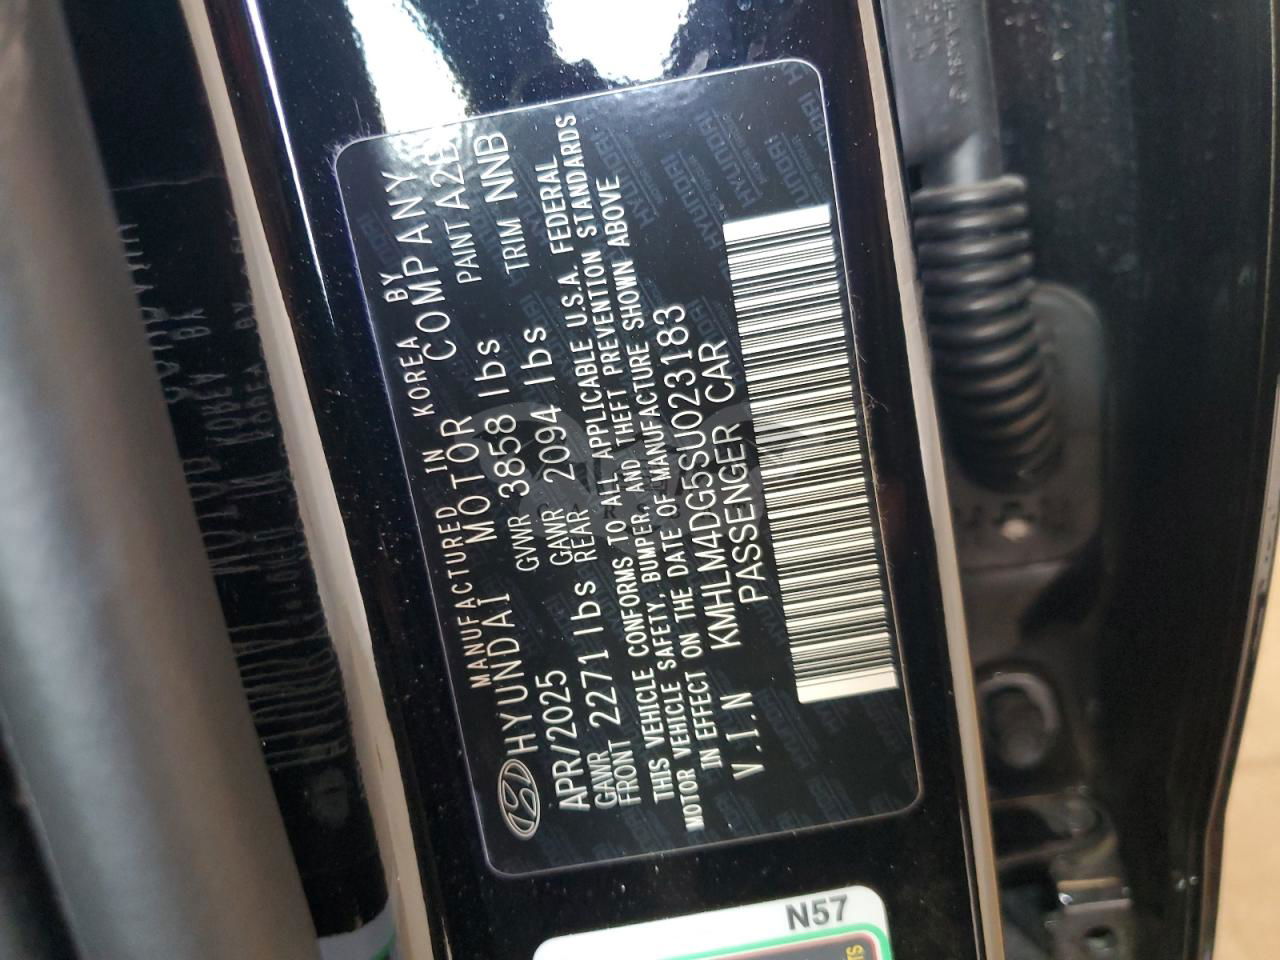 MANUFACTURED IN KOREA BY
HYUNDAI MOTOR COMPANY
APR/2025 GVWR 3858 lbs PAINT A2B
GAWR FRONT 2271 lbs GAWR REAR 2094 lbs TRIM NNB
THIS VEHICLE CONFORMS TO ALL APPLICABLE U.S.A. FEDERAL
MOTOR VEHICLE SAFETY, BUMPER, AND THEFT PREVENTION STANDARDS
IN EFFECT ON THE DATE OF MANUFACTURE SHOWN ABOVE
V.I.N KMHLM4DG5SU023183
PASSENGER CAR
N57